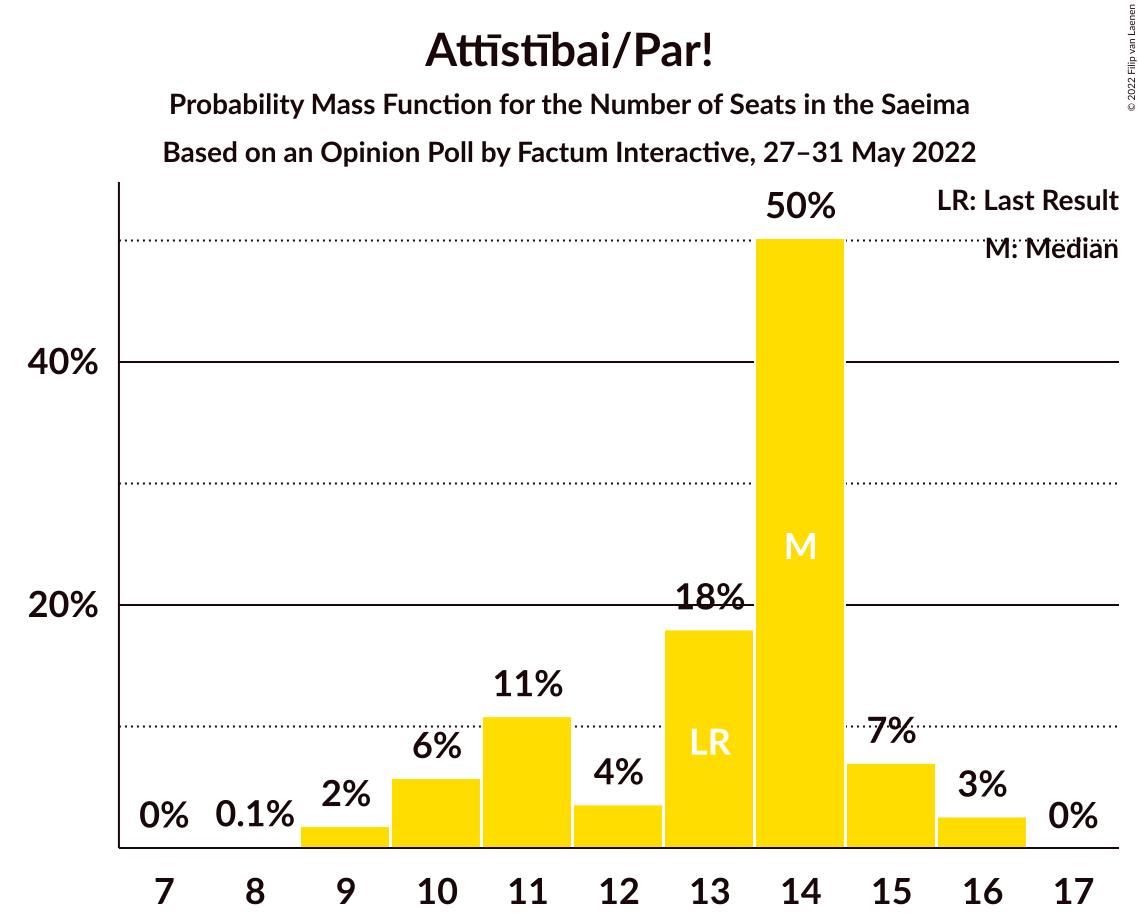 Attīstībai/Par!
Probability Mass Function for the Number of Seats in the Saeima
Based on an Opinion Poll by Factum Interactive, 27–31 May 2022
© 2022 Filip van Laenen
LR: Last Result
M: Median
40%
20%
0%
0.1%
2%
6%
11%
4%
18%
50%
7%
3%
0%
LR
M
7 8 9 10 11 12 13 14 15 16 17